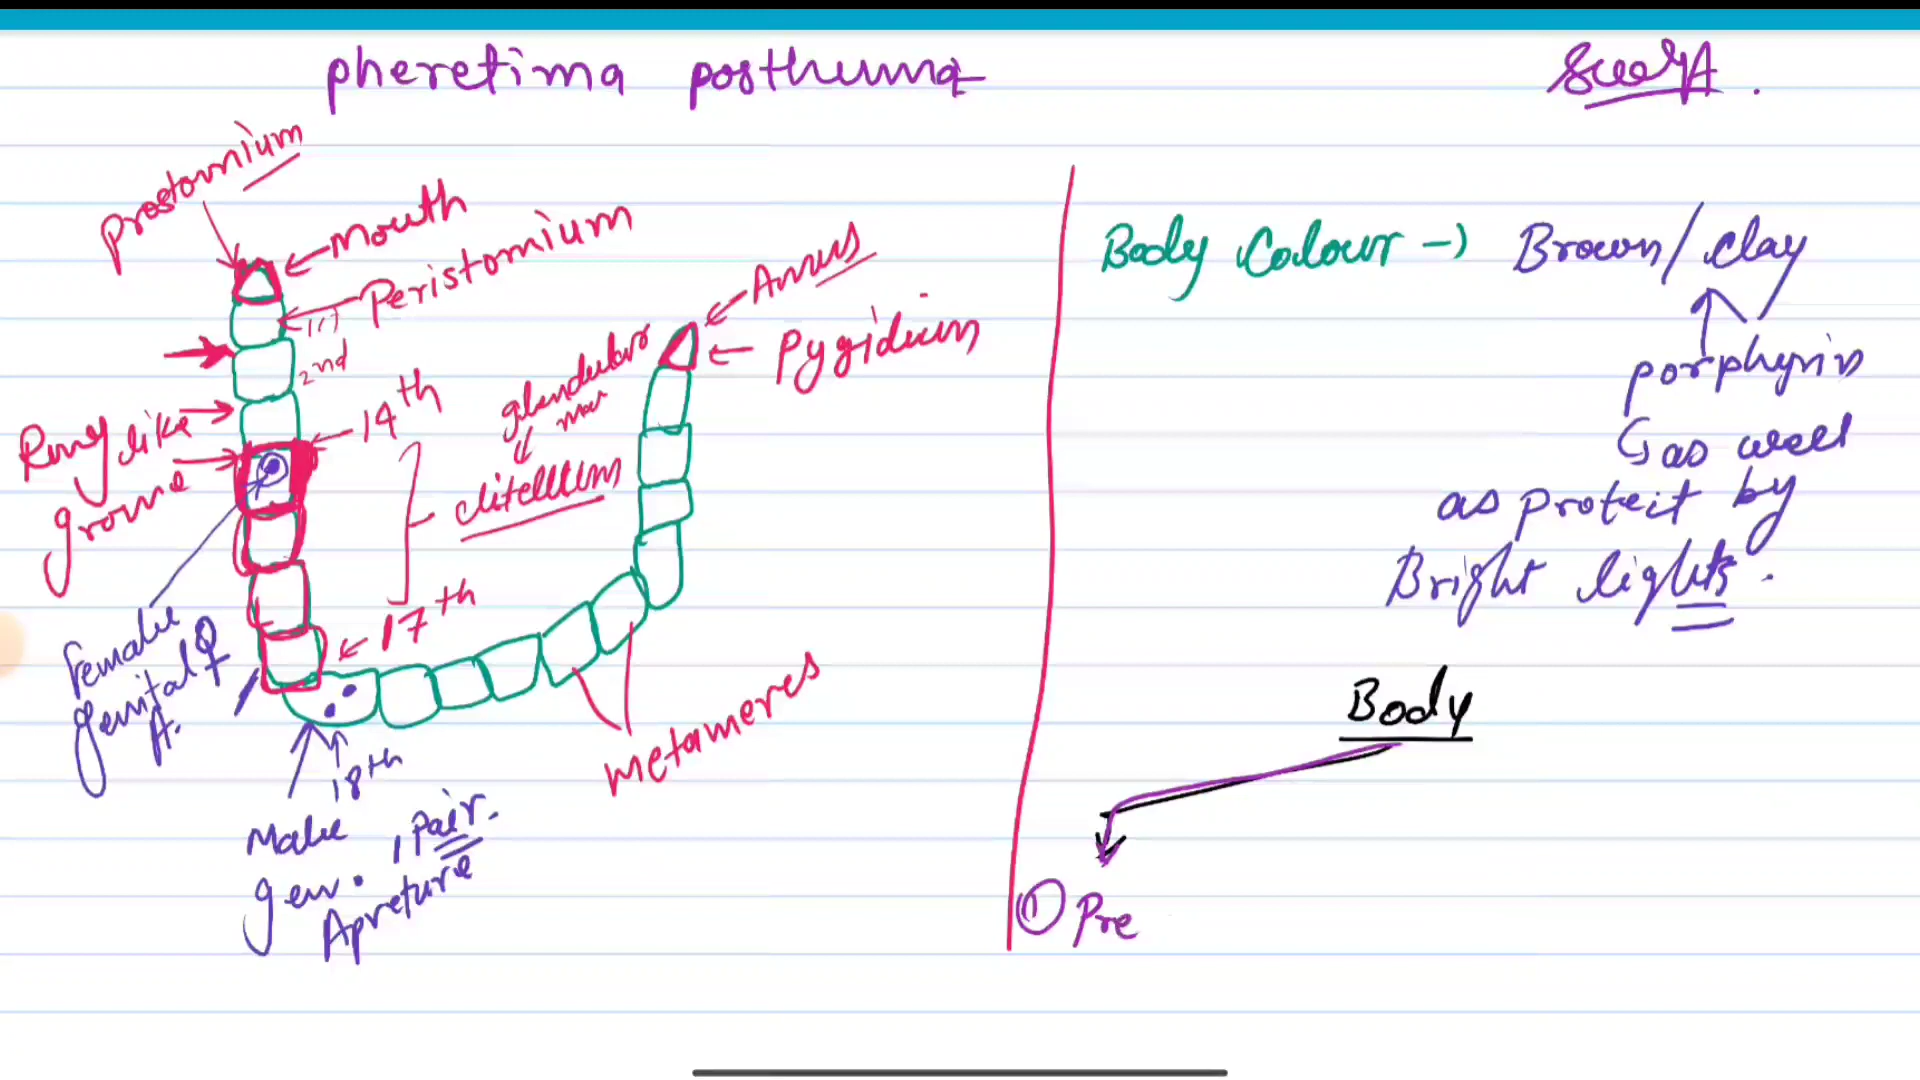 pheretima posthuma
prostomium
Mouth
Peristomium
1st
2nd
Anus
Pygidium
Ring like
groune
14th
glandular
clitellum
17th
Female
genital ♀
A.
18th
Male
gen.
1 Pair.
Apreture
metameres
Body Colour → Brown/clay
porphyrin
↳ as well
as protect by
Bright lights.
Body
① Pre